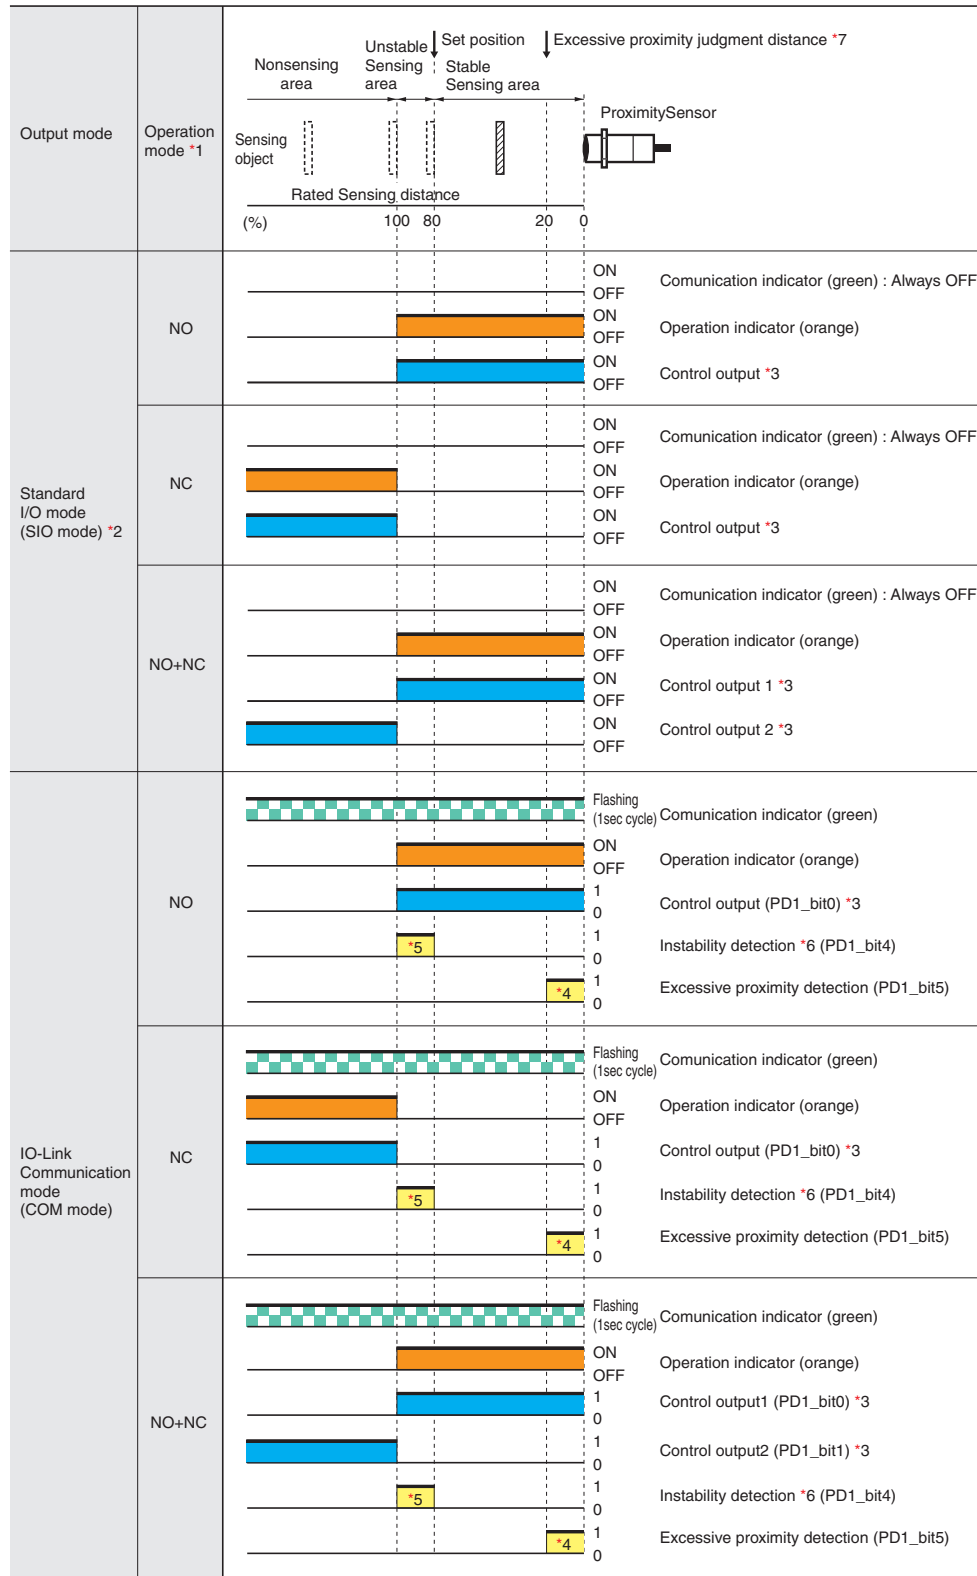 Output mode
Operation
mode *1
Nonsensing
area
Unstable
Sensing
area
Set position
Stable
Sensing area
Excessive proximity judgment distance *7
ProximitySensor
Sensing
object
Rated Sensing distance
(%)
100 80 20 0
Standard
I/O mode
(SIO mode) *2
NO
ON
OFF
Comunication indicator (green) : Always OFF
ON
OFF
Operation indicator (orange)
ON
OFF
Control output *3
NC
ON
OFF
Comunication indicator (green) : Always OFF
ON
OFF
Operation indicator (orange)
ON
OFF
Control output *3
NO+NC
ON
OFF
Comunication indicator (green) : Always OFF
ON
OFF
Operation indicator (orange)
ON
OFF
Control output 1 *3
ON
OFF
Control output 2 *3
IO-Link
Communication
mode
(COM mode)
NO
Flashing
(1sec cycle)
Comunication indicator (green)
ON
OFF
Operation indicator (orange)
1
0
Control output (PD1_bit0) *3
*5
1
0
Instability detection *6 (PD1_bit4)
*4
1
0
Excessive proximity detection (PD1_bit5)
NC
Flashing
(1sec cycle)
Comunication indicator (green)
ON
OFF
Operation indicator (orange)
1
0
Control output (PD1_bit0) *3
*5
1
0
Instability detection *6 (PD1_bit4)
*4
1
0
Excessive proximity detection (PD1_bit5)
NO+NC
Flashing
(1sec cycle)
Comunication indicator (green)
ON
OFF
Operation indicator (orange)
1
0
Control output1 (PD1_bit0) *3
1
0
Control output2 (PD1_bit1) *3
*5
1
0
Instability detection *6 (PD1_bit4)
*4
1
0
Excessive proximity detection (PD1_bit5)